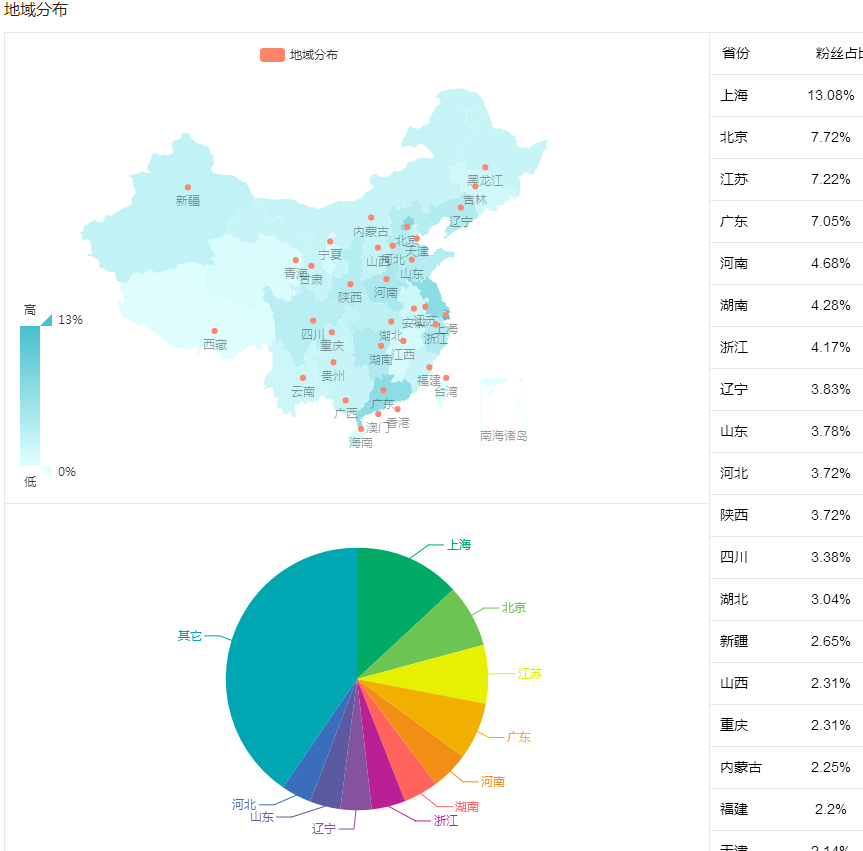 地域分布
地域分布
黑龙江
新疆
吉林
辽宁
内蒙古
北京
天津
宁夏
山西
河北
山东
青海
甘肃
陕西
河南
高
13%
安徽
江苏
上海
四川
湖北
浙江
西藏
重庆
湖南
江西
贵州
福建
云南
台湾
广东
广西
澳门
香港
南海诸岛
海南
0%
低
上海
北京
其它
江苏
广东
河南
河北
湖南
山东
浙江
辽宁
省份 粉丝占比
上海 13.08%
北京 7.72%
江苏 7.22%
广东 7.05%
河南 4.68%
湖南 4.28%
浙江 4.17%
辽宁 3.83%
山东 3.78%
河北 3.72%
陕西 3.72%
四川 3.38%
湖北 3.04%
新疆 2.65%
山西 2.31%
重庆 2.31%
内蒙古 2.25%
福建 2.2%
天津 2.14%